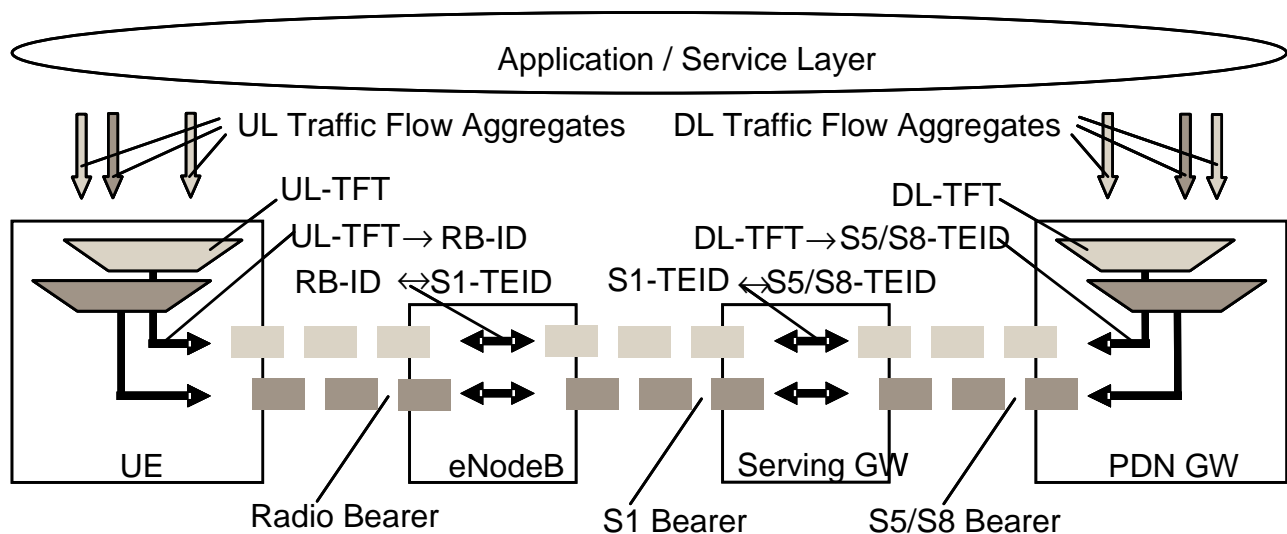 Application / Service Layer
UL Traffic Flow Aggregates
DL Traffic Flow Aggregates
UL-TFT
DL-TFT
UL-TFT → RB-ID
DL-TFT → S5/S8-TEID
RB-ID ↔ S1-TEID
S1-TEID ↔ S5/S8-TEID
UE
eNodeB
Serving GW
PDN GW
Radio Bearer
S1 Bearer
S5/S8 Bearer